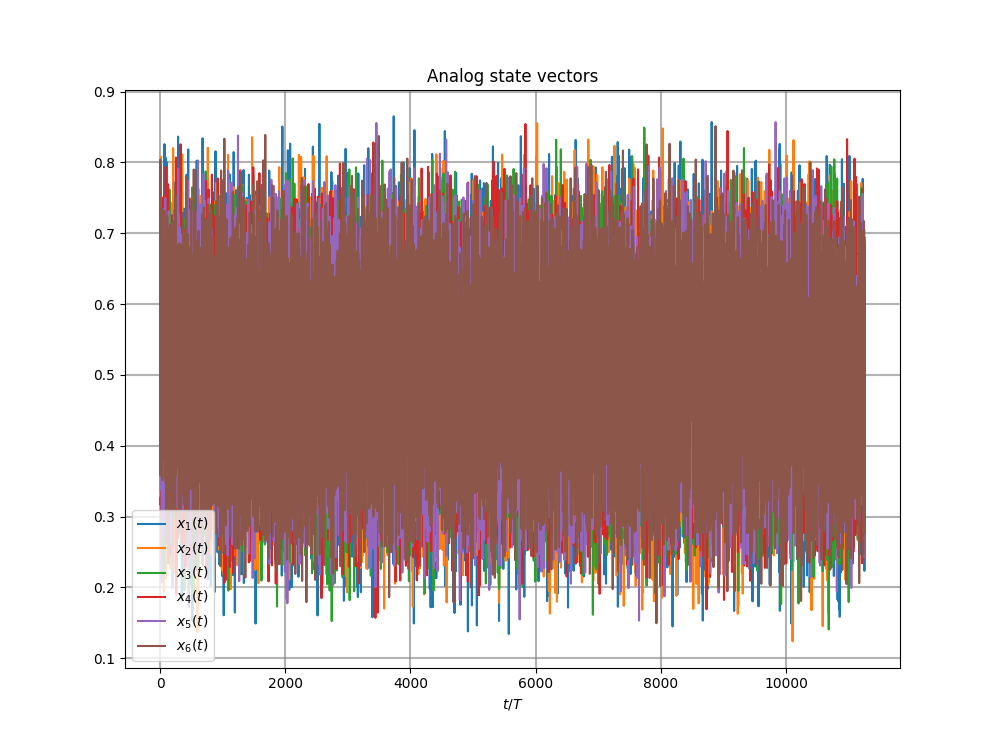 Analog state vectors
0.9
0.8
0.7
0.6
0.5
0.4
0.3
0.2
0.1
x₁(t)
x₂(t)
x₃(t)
x₄(t)
x₅(t)
x₆(t)
0 2000 4000 6000 8000 10000
t/T